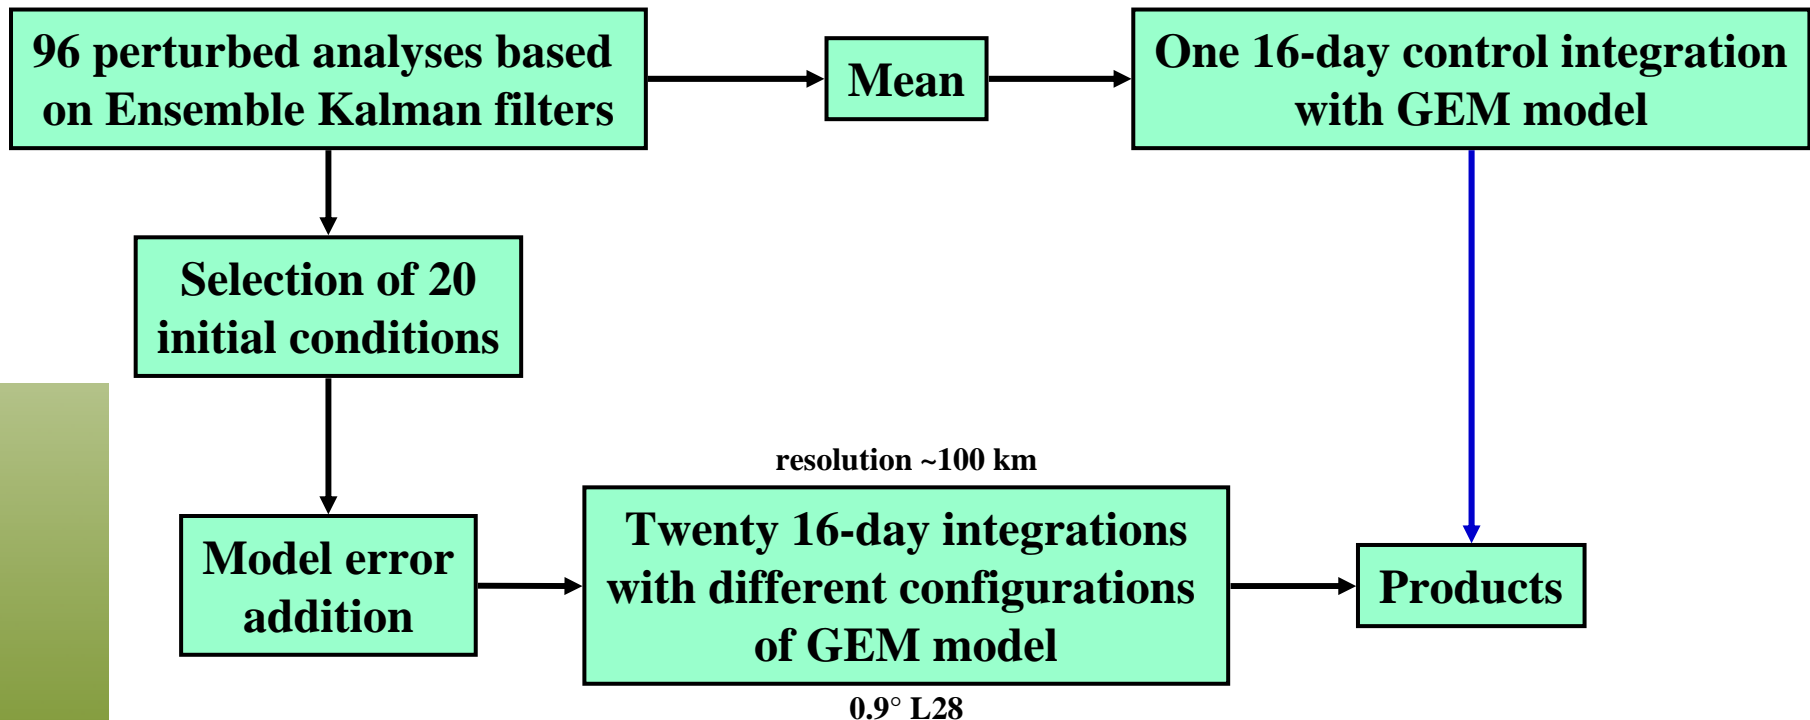 96 perturbed analyses based
on Ensemble Kalman filters
Mean
One 16-day control integration
with GEM model
Selection of 20
initial conditions
Model error
addition
resolution ~100 km
Twenty 16-day integrations
with different configurations
of GEM model
0.9° L28
Products